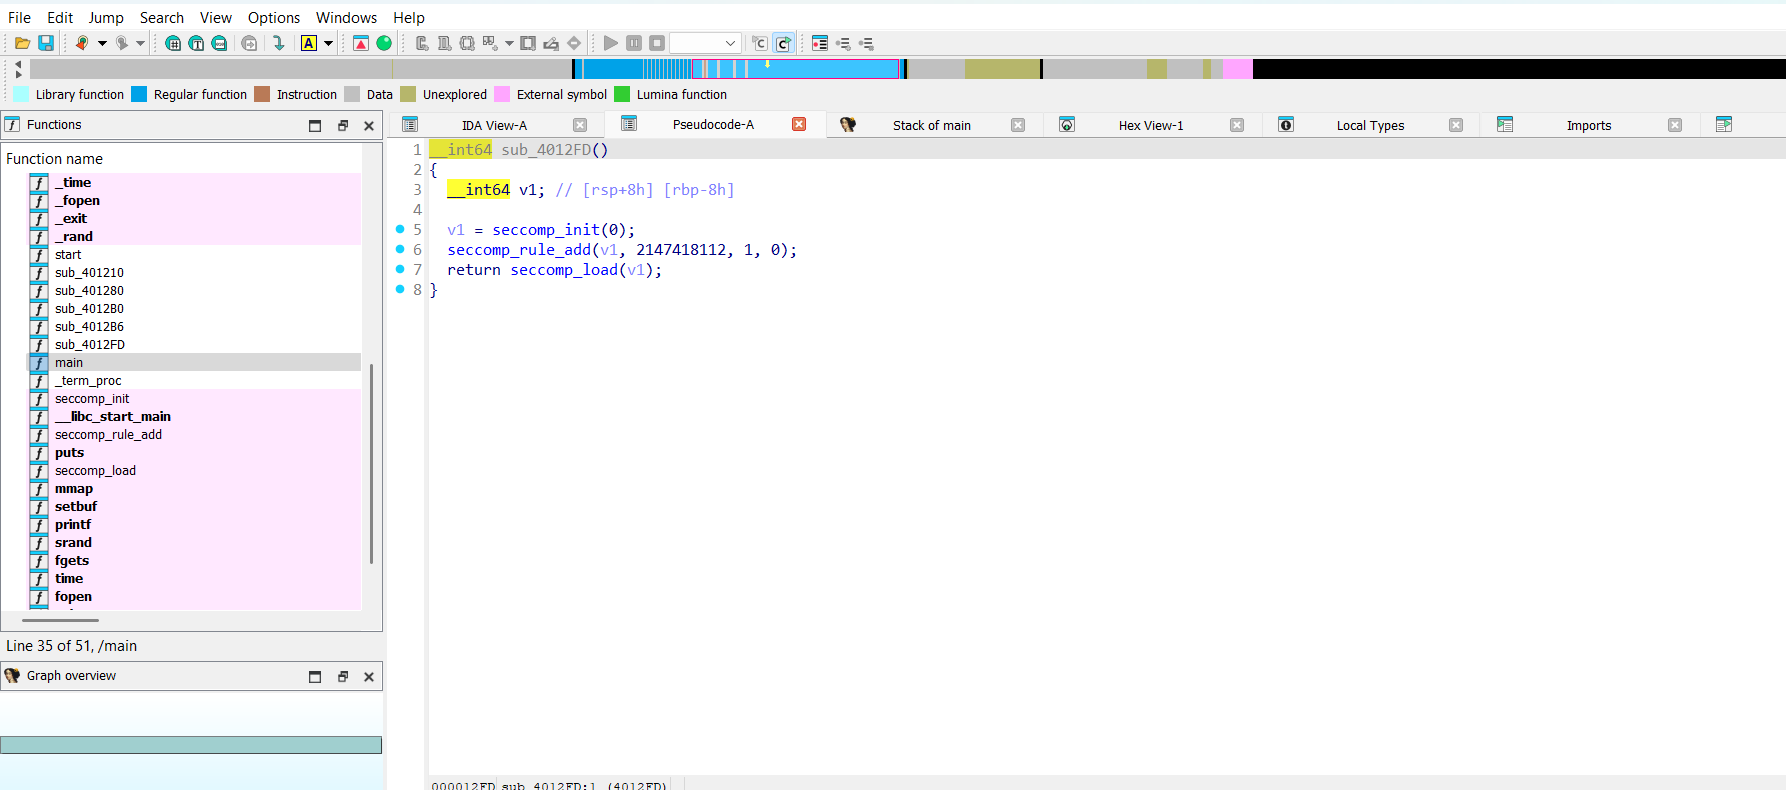 File Edit Jump Search View Options Windows Help
A
Library function Regular function Instruction Data Unexplored External symbol Lumina function
Functions
IDA View-A Pseudocode-A Stack of main Hex View-1 Local Types Imports
Function name
_time
_fopen
_exit
_rand
start
sub_401210
sub_401280
sub_4012B0
sub_4012B6
sub_4012FD
main
_term_proc
seccomp_init
__libc_start_main
seccomp_rule_add
puts
seccomp_load
mmap
setbuf
printf
srand
fgets
time
fopen
Line 35 of 51, /main
Graph overview
1 __int64 sub_4012FD()
2 {
3 __int64 v1; // [rsp+8h] [rbp-8h]
4
5 v1 = seccomp_init(0);
6 seccomp_rule_add(v1, 2147418112, 1, 0);
7 return seccomp_load(v1);
8 }
000012FD sub_4012FD:1 (4012FD)